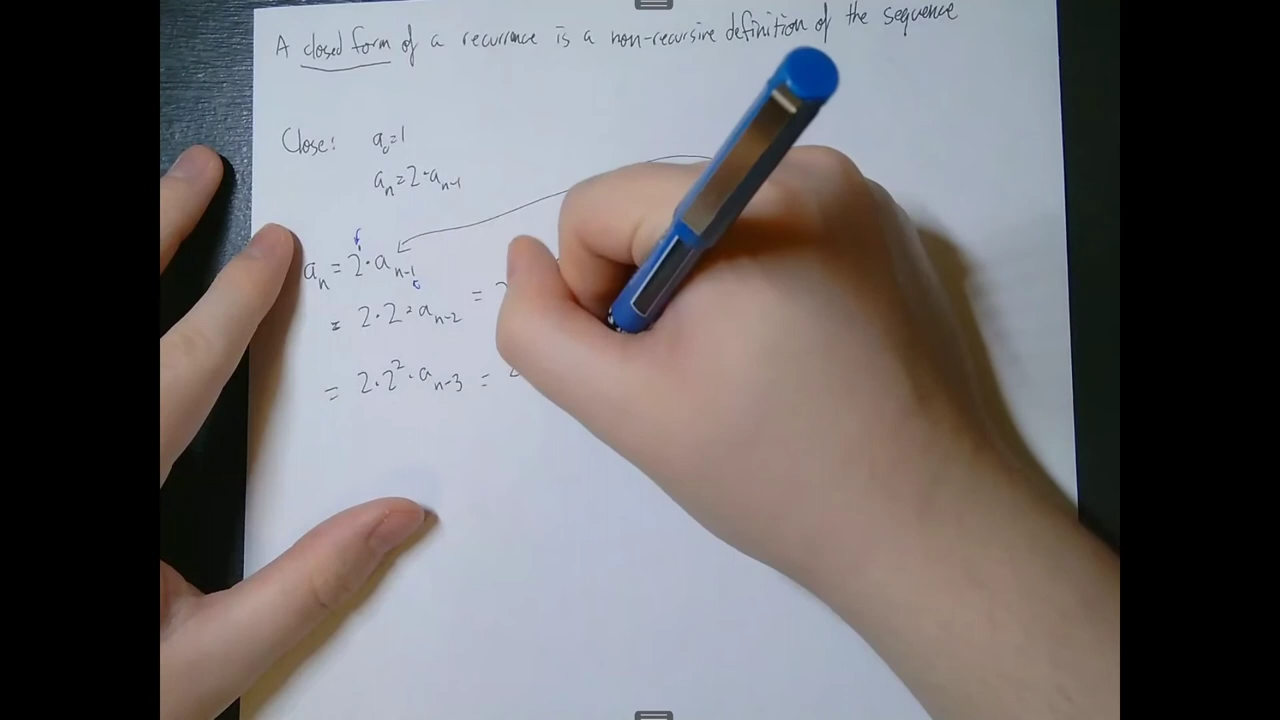 A closed form of a recurrence is a non-recursive definition of the sequence
Close: a₀=1
aₙ=2·aₙ₋₁
aₙ = 2·aₙ₋₁
= 2·2·aₙ₋₂ =
= 2·2²·aₙ₋₃ =